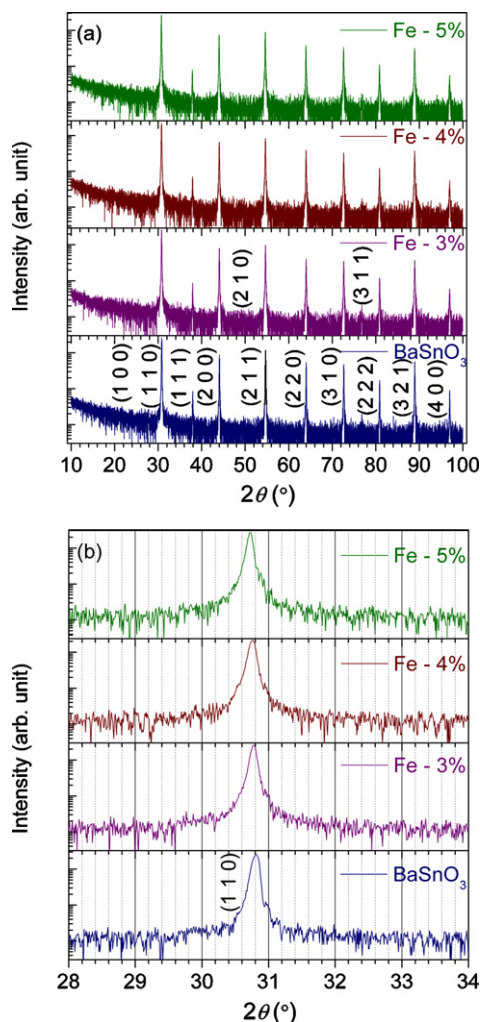 (a)
Fe - 5%
Fe - 4%
Fe - 3%
(2 1 0)
(3 1 1)
BaSnO₃
(1 0 0)
(1 1 0)
(1 1 1)
(2 0 0)
(2 1 1)
(2 2 0)
(3 1 0)
(2 2 2)
(3 2 1)
(4 0 0)
Intensity (arb. unit)
10 20 30 40 50 60 70 80 90 100
2θ (°)
(b)
Fe - 5%
Fe - 4%
Fe - 3%
BaSnO₃
(1 1 0)
Intensity (arb. unit)
28 29 30 31 32 33 34
2θ (°)